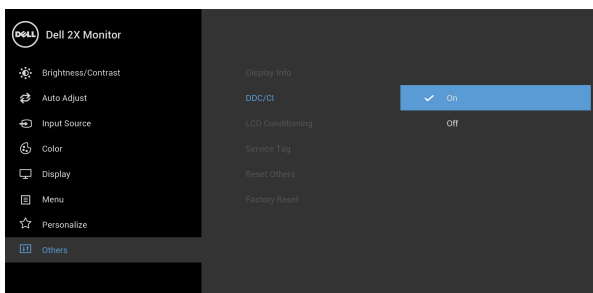 DELL Dell 2X Monitor
Brightness/Contrast
Auto Adjust
Input Source
Color
Display
Menu
Personalize
Others
Display Info
DDC/CI
LCD Conditioning
Service Tag
Reset Others
Factory Reset
On
Off